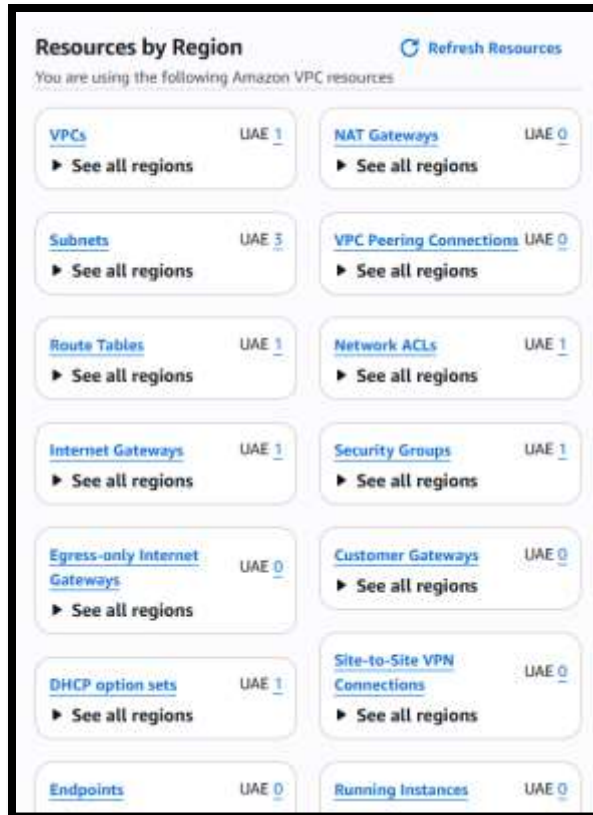 Resources by Region
Refresh Resources
You are using the following Amazon VPC resources
VPCs UAE 1
See all regions
NAT Gateways UAE 0
See all regions
Subnets UAE 3
See all regions
VPC Peering Connections UAE 0
See all regions
Route Tables UAE 1
See all regions
Network ACLs UAE 1
See all regions
Internet Gateways UAE 1
See all regions
Security Groups UAE 1
See all regions
Egress-only Internet
Gateways
UAE 0
See all regions
Customer Gateways UAE 0
See all regions
DHCP option sets UAE 1
See all regions
Site-to-Site VPN
Connections
UAE 0
See all regions
Endpoints UAE 0
Running Instances UAE 0